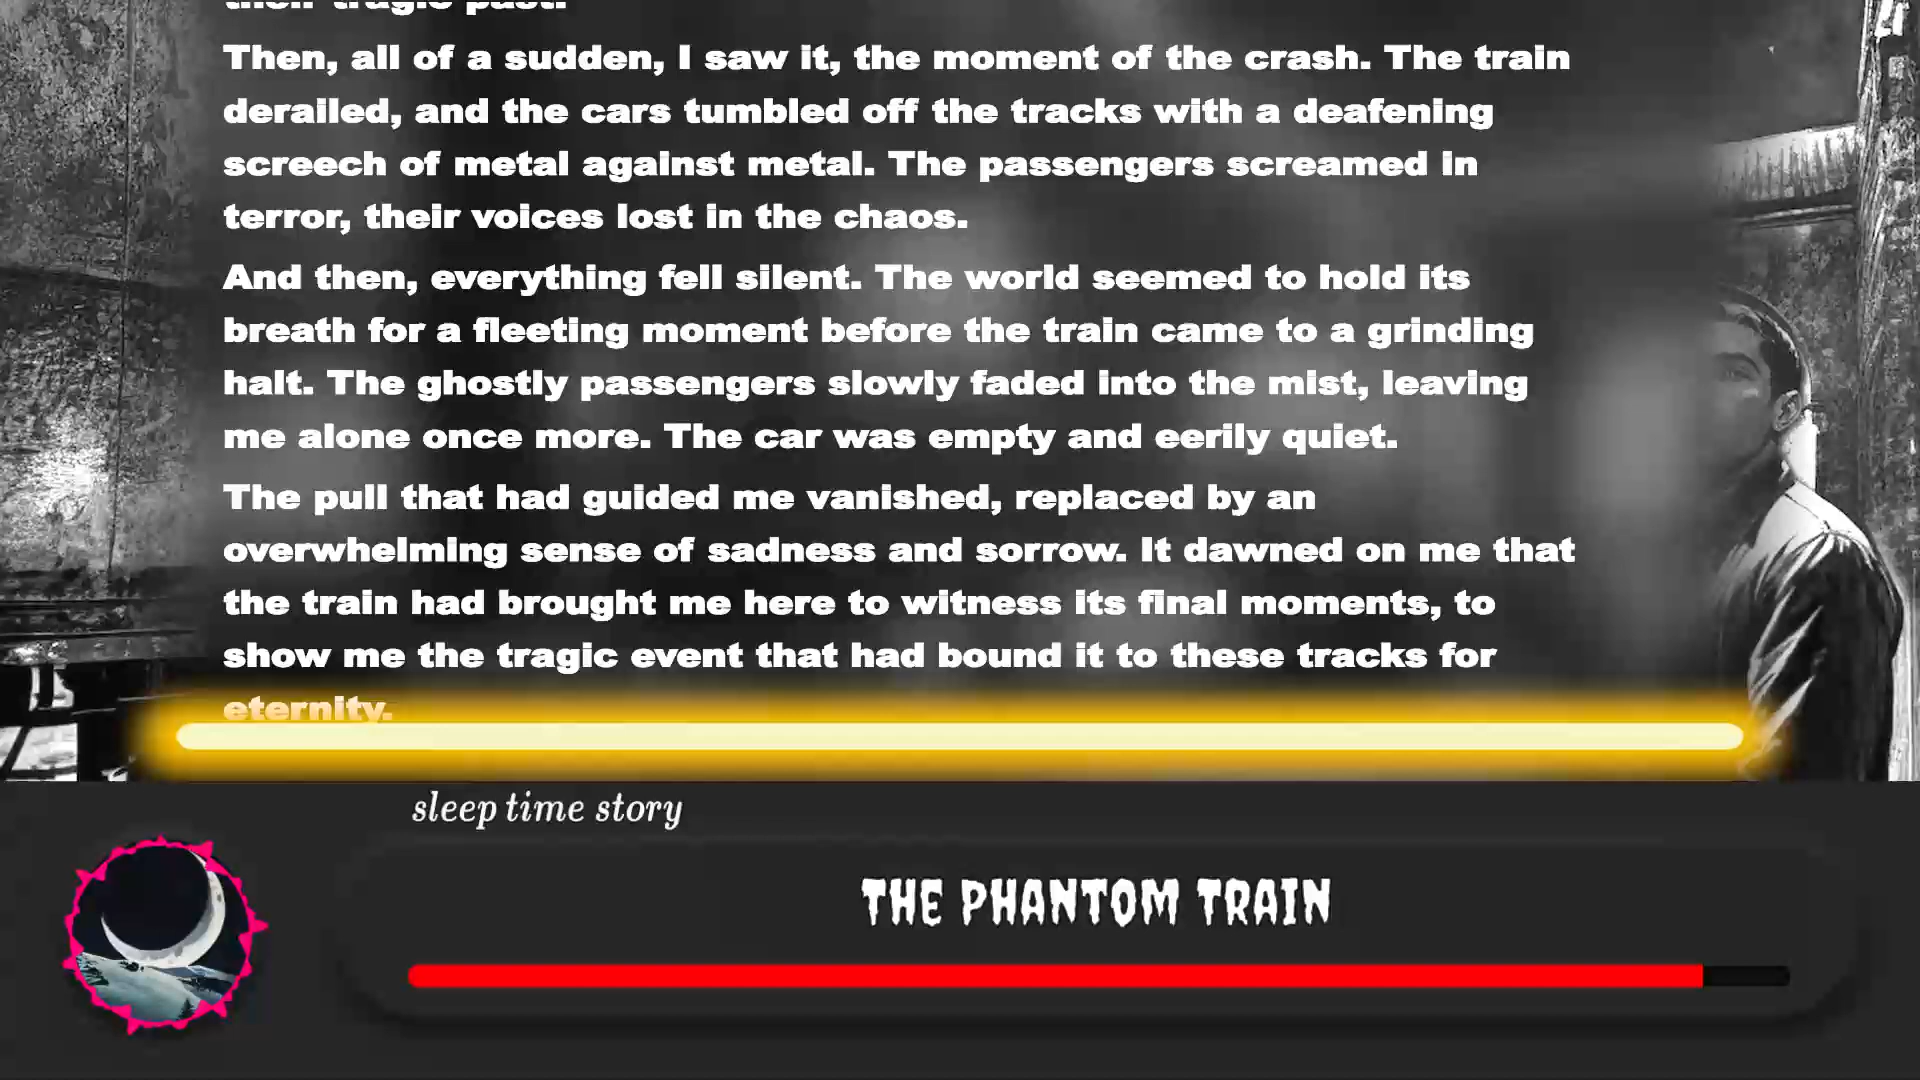 their tragic past.
Then, all of a sudden, I saw it, the moment of the crash. The train
derailed, and the cars tumbled off the tracks with a deafening
screech of metal against metal. The passengers screamed in
terror, their voices lost in the chaos.
And then, everything fell silent. The world seemed to hold its
breath for a fleeting moment before the train came to a grinding
halt. The ghostly passengers slowly faded into the mist, leaving
me alone once more. The car was empty and eerily quiet.
The pull that had guided me vanished, replaced by an
overwhelming sense of sadness and sorrow. It dawned on me that
the train had brought me here to witness its final moments, to
show me the tragic event that had bound it to these tracks for
eternity.
sleep time story
THE PHANTOM TRAIN